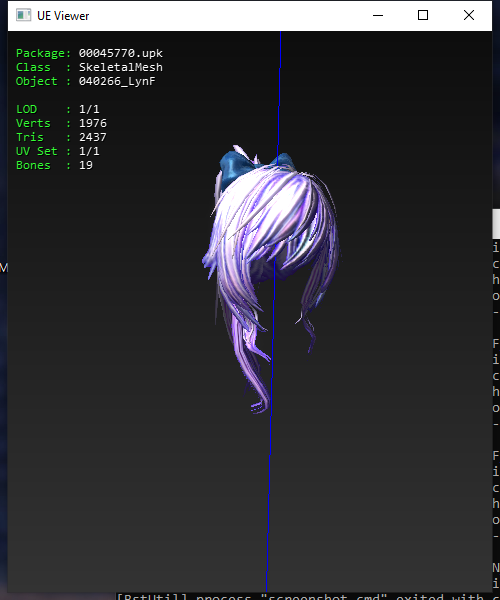 UE Viewer
Package: 00045770.upk
Class  : SkeletalMesh
Object : 040266_LynF
LOD    : 1/1
Verts  : 1976
Tris   : 2437
UV Set : 1/1
Bones  : 19
M
i
c
h
o
-
F
i
c
h
o
-
F
i
c
h
o
-
N
i
[BstUtil] process "screenshot.cmd" exited with c